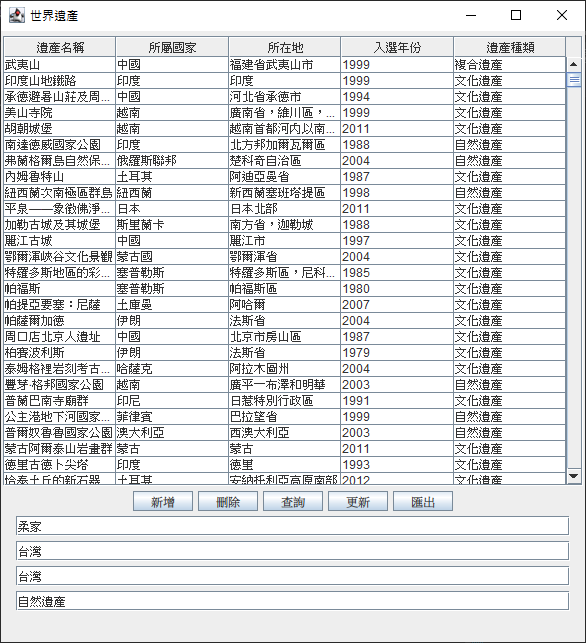 世界遺產
遺產名稱 所屬國家 所在地 入選年份 遺產種類
武夷山 中國 福建省武夷山市 1999 複合遺產
印度山地鐵路 印度 印度 1999 文化遺產
承德避暑山莊及周... 中國 河北省承德市 1994 文化遺產
美山寺院 越南 廣南省，維川區，... 1999 文化遺產
胡朝城堡 越南 越南首都河內以南... 2011 文化遺產
南達德威國家公園 印度 北方邦加爾瓦爾區 1988 自然遺產
弗蘭格爾島自然保... 俄羅斯聯邦 楚科奇自治區 2004 自然遺產
內姆魯特山 土耳其 阿迪亞曼省 1987 文化遺產
紐西蘭次南極區群島 紐西蘭 新西蘭塞班塔提區 1998 自然遺產
平泉——象徵佛淨... 日本 日本北部 2011 文化遺產
加勒古城及其城堡 斯里蘭卡 南方省，迦勒城 1988 文化遺產
麗江古城 中國 麗江市 1997 文化遺產
鄂爾渾峽谷文化景觀 蒙古國 鄂爾渾省 2004 文化遺產
特羅多斯地區的彩... 塞普勒斯 特羅多斯區，尼科... 1985 文化遺產
帕福斯 塞普勒斯 帕福斯區 1980 文化遺產
帕提亞要塞：尼薩 土庫曼 阿哈爾 2007 文化遺產
帕薩爾加德 伊朗 法斯省 2004 文化遺產
周口店北京人遺址 中國 北京市房山區 1987 文化遺產
柏賽波利斯 伊朗 法斯省 1979 文化遺產
泰姆格裡岩刻考古... 哈薩克 阿拉木圖州 2004 文化遺產
豐芽-格邦國家公園 越南 廣平一布澤和明華 2003 自然遺產
普蘭巴南寺廟群 印尼 日惹特別行政區 1991 文化遺產
公主港地下河國家... 菲律賓 巴拉望省 1999 自然遺產
普爾奴魯魯國家公園 澳大利亞 西澳大利亞 2003 自然遺產
蒙古阿爾泰山岩畫群 蒙古 蒙古 2011 文化遺產
德里古德卜尖塔 印度 德里 1993 文化遺產
恰泰土丘的新石器... 土耳其 安納托利亞高原南部 2012 文化遺產
新增 刪除 查詢 更新 匯出
柔家
台灣
台灣
自然遺產